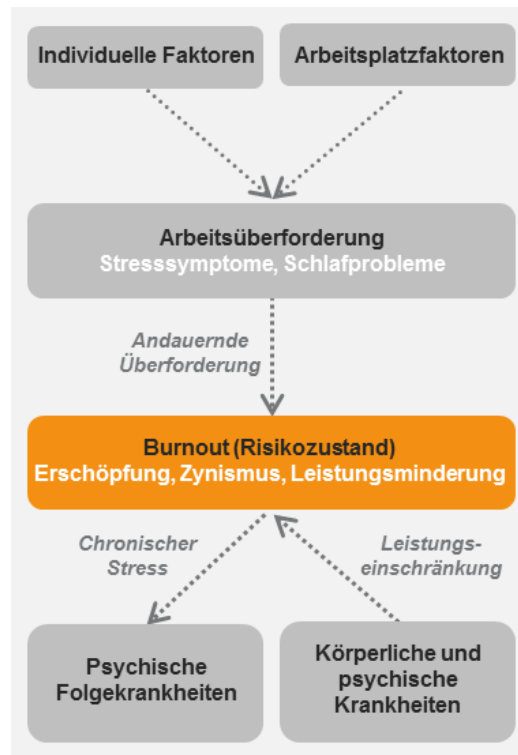 Individuelle Faktoren
Arbeitsplatzfaktoren
Arbeitsüberforderung
Stresssymptome, Schlafprobleme
Andauernde
Überforderung
Burnout (Risikozustand)
Erschöpfung, Zynismus, Leistungsminderung
Chronischer
Stress
Leistungs-
einschränkung
Psychische
Folgekrankheiten
Körperliche und
psychische
Krankheiten